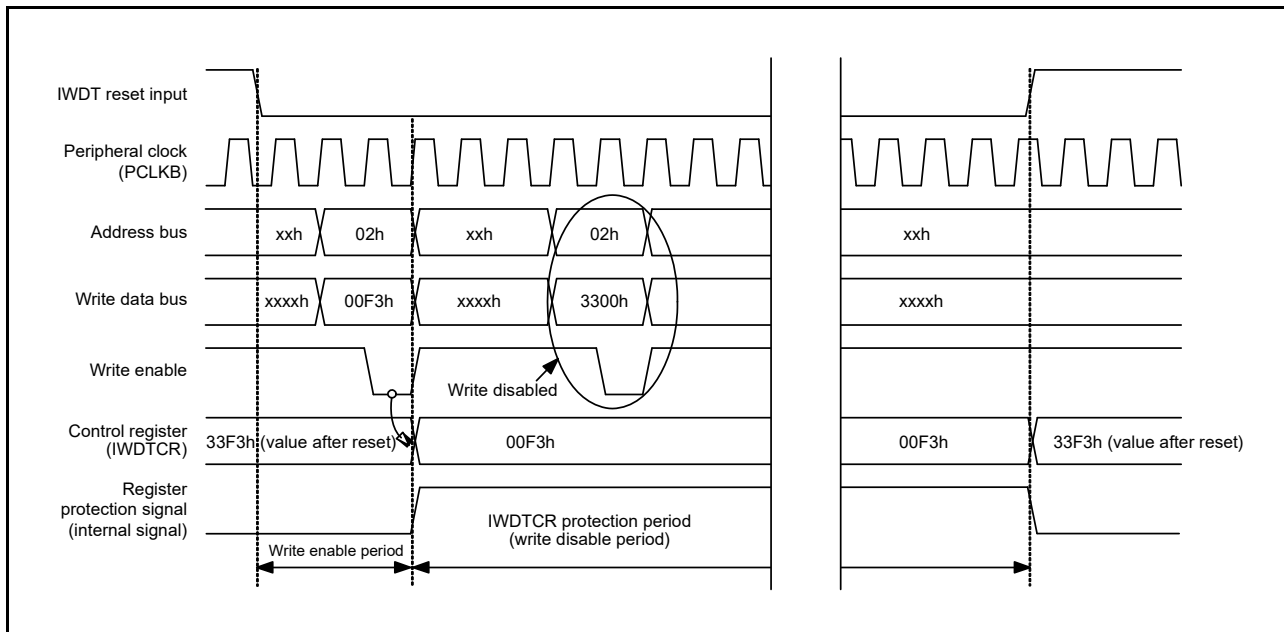 IWDT reset input
Peripheral clock
(PCLKB)
Address bus
xxh
02h
xxh
02h
xxh
Write data bus
xxxxh
00F3h
xxxxh
3300h
xxxxh
Write enable
Write disabled
Control register
(IWDTCR)
33F3h (value after reset)
00F3h
00F3h
33F3h (value after reset)
Register
protection signal
(internal signal)
IWDTCR protection period
(write disable period)
Write enable period